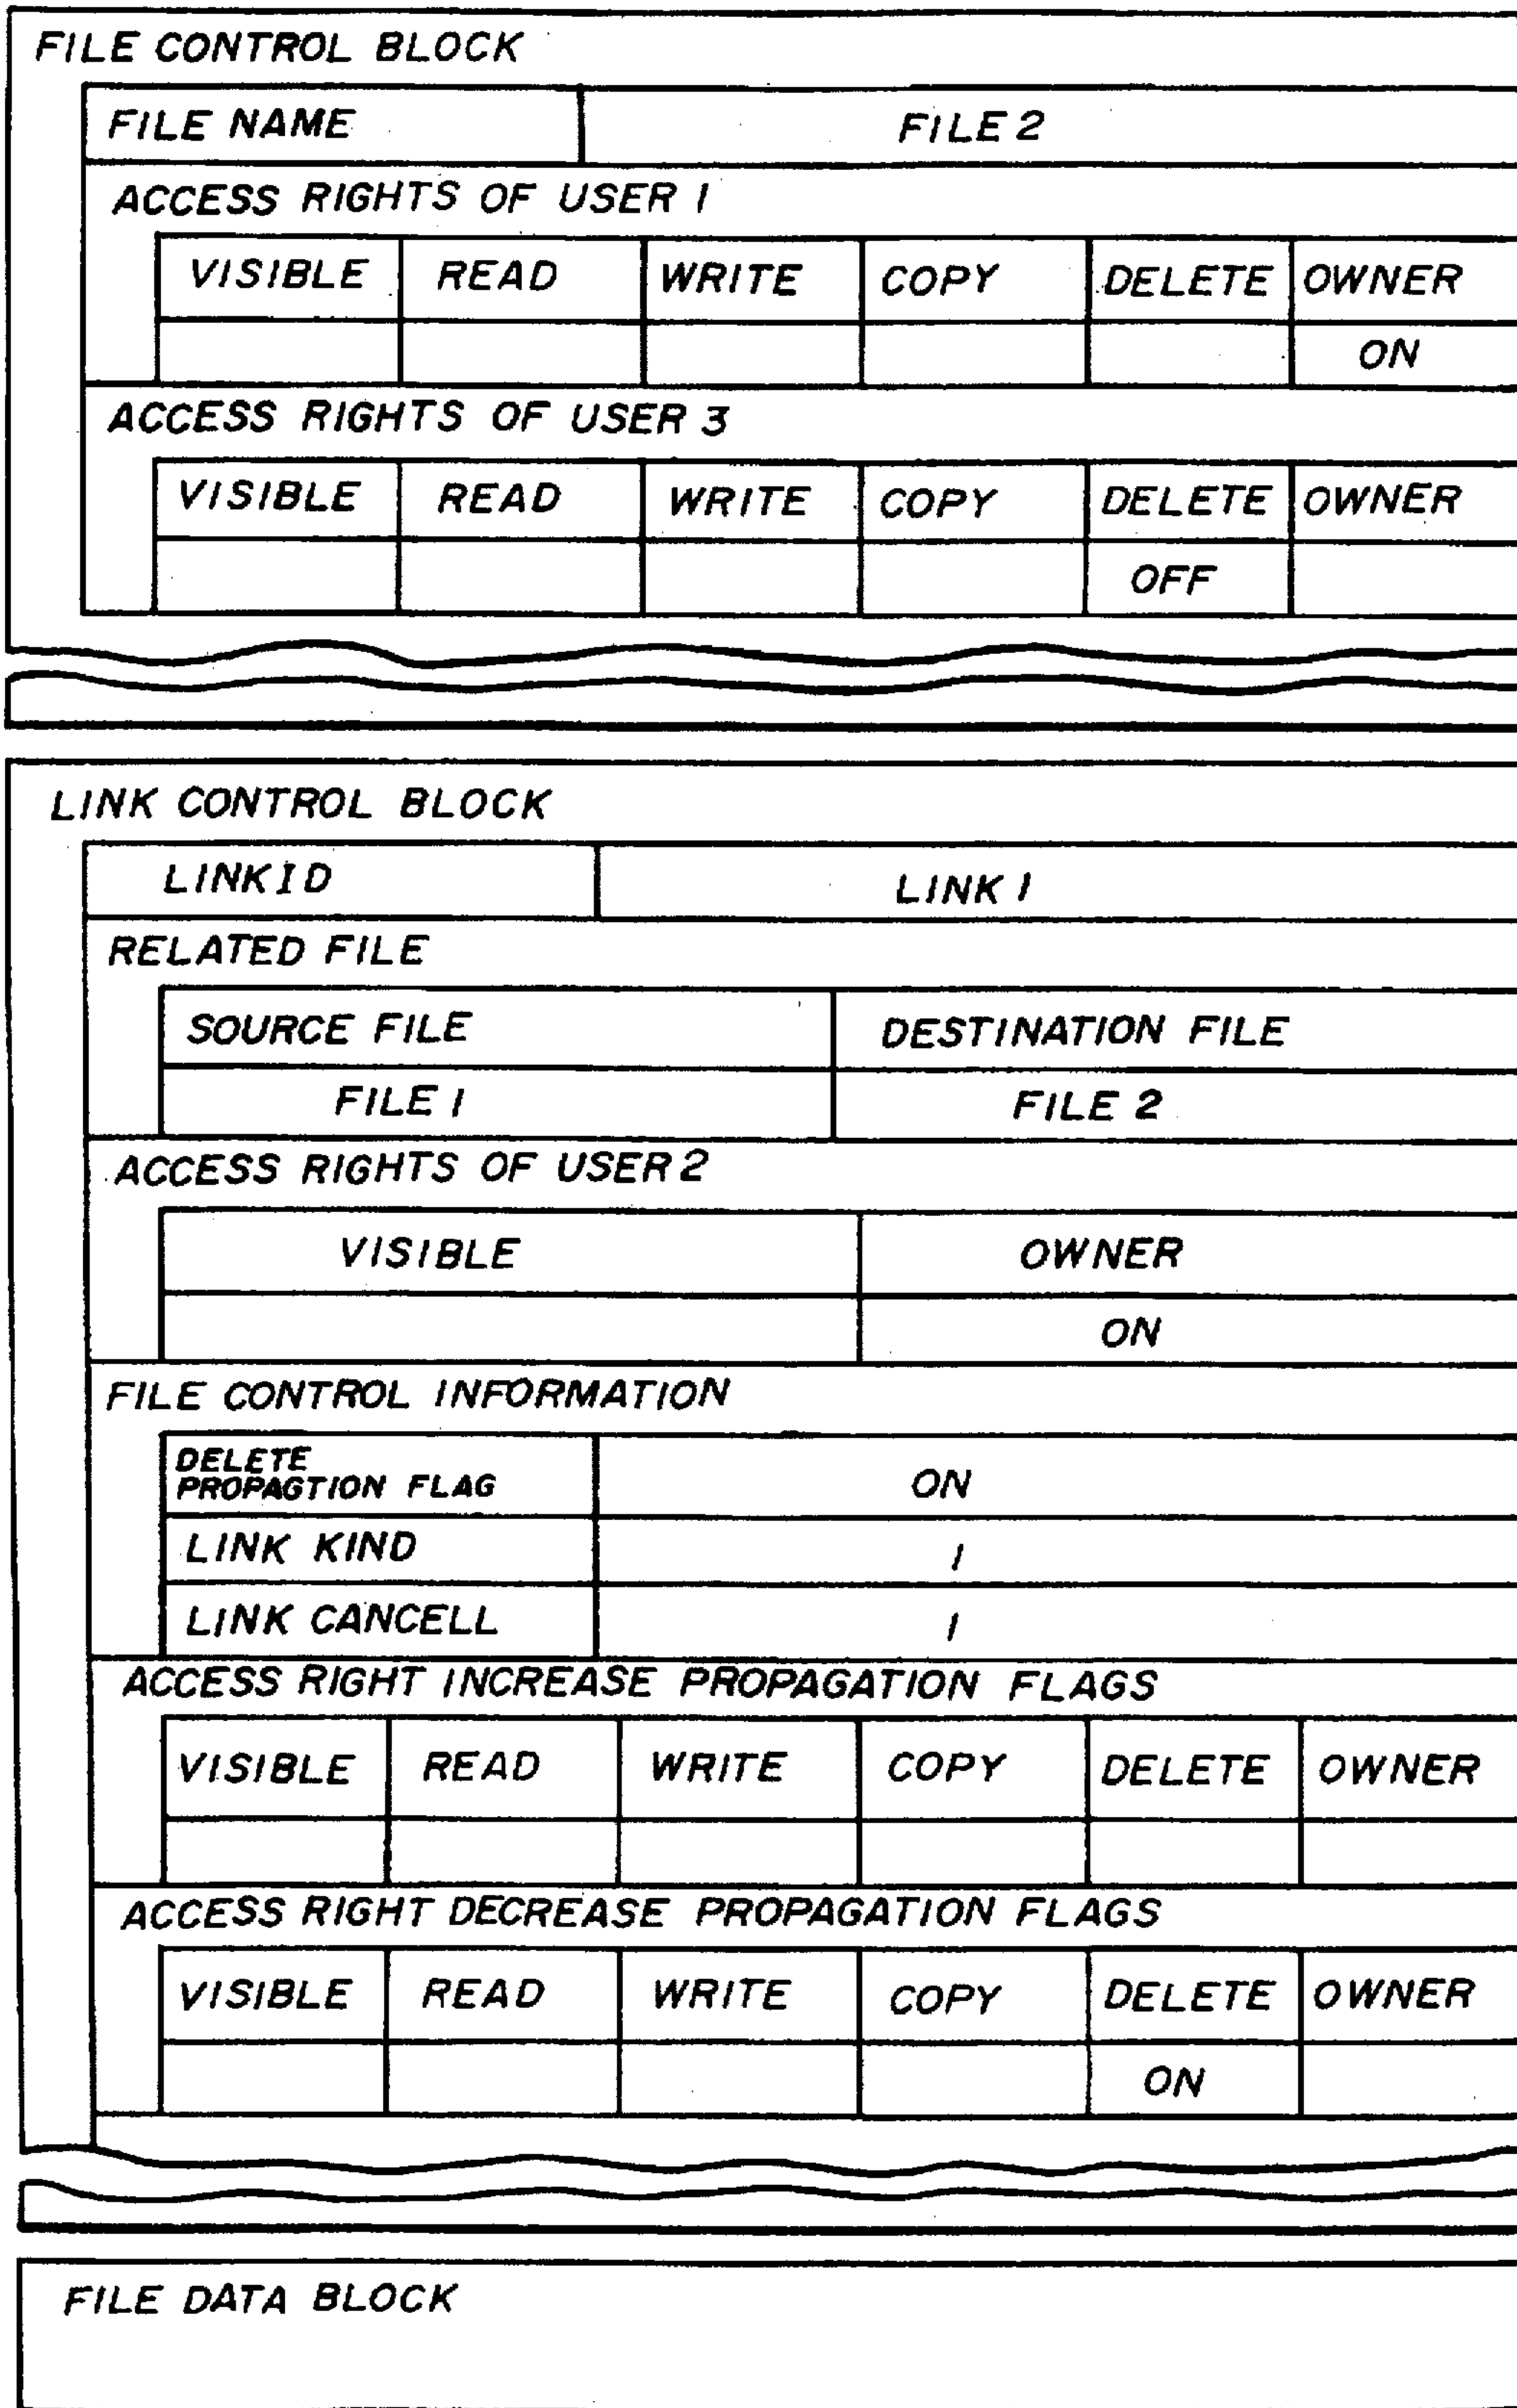 FILE CONTROL BLOCK
FILE NAME FILE 2
ACCESS RIGHTS OF USER 1
VISIBLE READ WRITE COPY DELETE OWNER
ON
ACCESS RIGHTS OF USER 3
VISIBLE READ WRITE COPY DELETE OWNER
OFF
LINK CONTROL BLOCK
LINK ID LINK 1
RELATED FILE
SOURCE FILE DESTINATION FILE
FILE 1 FILE 2
ACCESS RIGHTS OF USER 2
VISIBLE OWNER
ON
FILE CONTROL INFORMATION
DELETE
PROPAGTION FLAG ON
LINK KIND 1
LINK CANCELL 1
ACCESS RIGHT INCREASE PROPAGATION FLAGS
VISIBLE READ WRITE COPY DELETE OWNER
ACCESS RIGHT DECREASE PROPAGATION FLAGS
VISIBLE READ WRITE COPY DELETE OWNER
ON
FILE DATA BLOCK